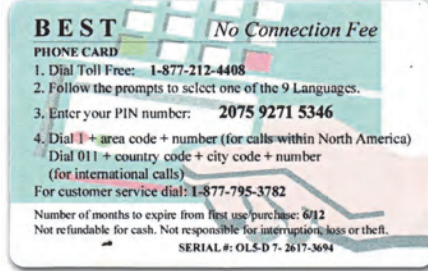 BEST No Connection Fee
PHONE CARD
1. Dial Toll Free: 1-877-212-4408
2. Follow the prompts to select one of the 9 Languages.
3. Enter your PIN number: 2075 9271 5346
4. Dial 1 + area code + number (for calls within North America)
Dial 011 + country code + city code + number
(for international calls)
For customer service dial: 1-877-795-3782
Number of months to expire from first use/purchase: 6/12
Not refundable for cash. Not responsible for interruption, loss or theft.
SERIAL #: OL5-D 7- 2617-3694